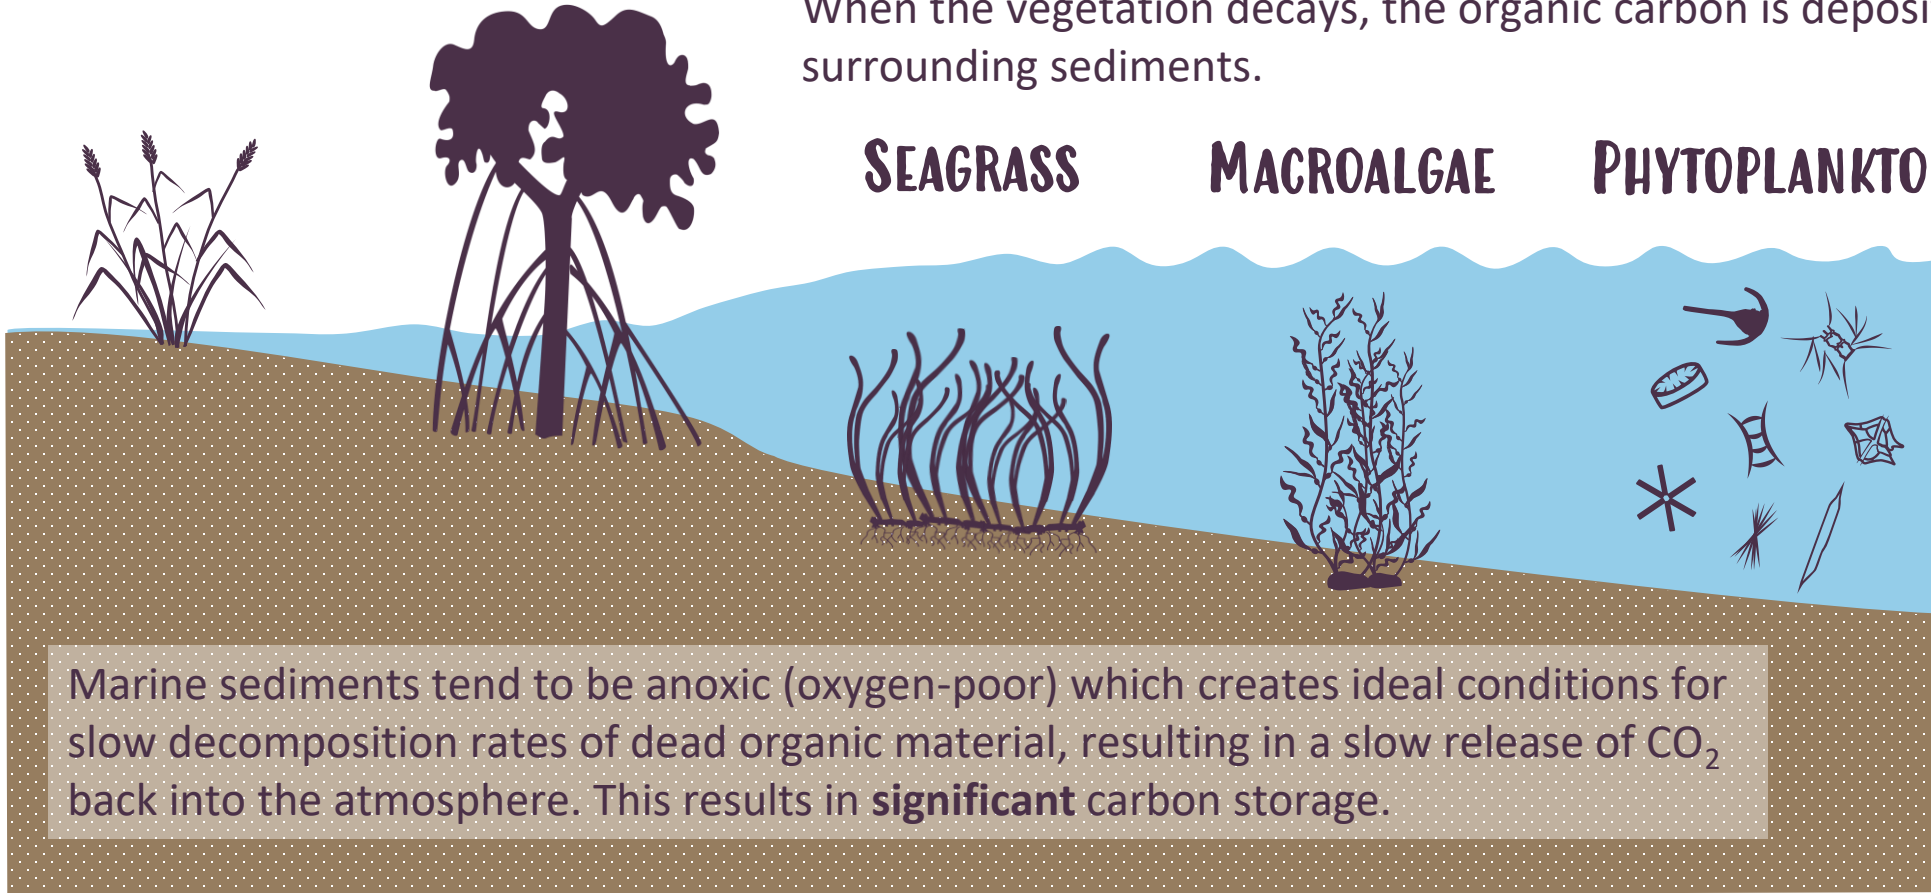 When the vegetation decays, the organic carbon is deposi
surrounding sediments.
SEAGRASS MACROALGAE PHYTOPLANKTO
Marine sediments tend to be anoxic (oxygen-poor) which creates ideal conditions for
slow decomposition rates of dead organic material, resulting in a slow release of CO₂
back into the atmosphere. This results in significant carbon storage.